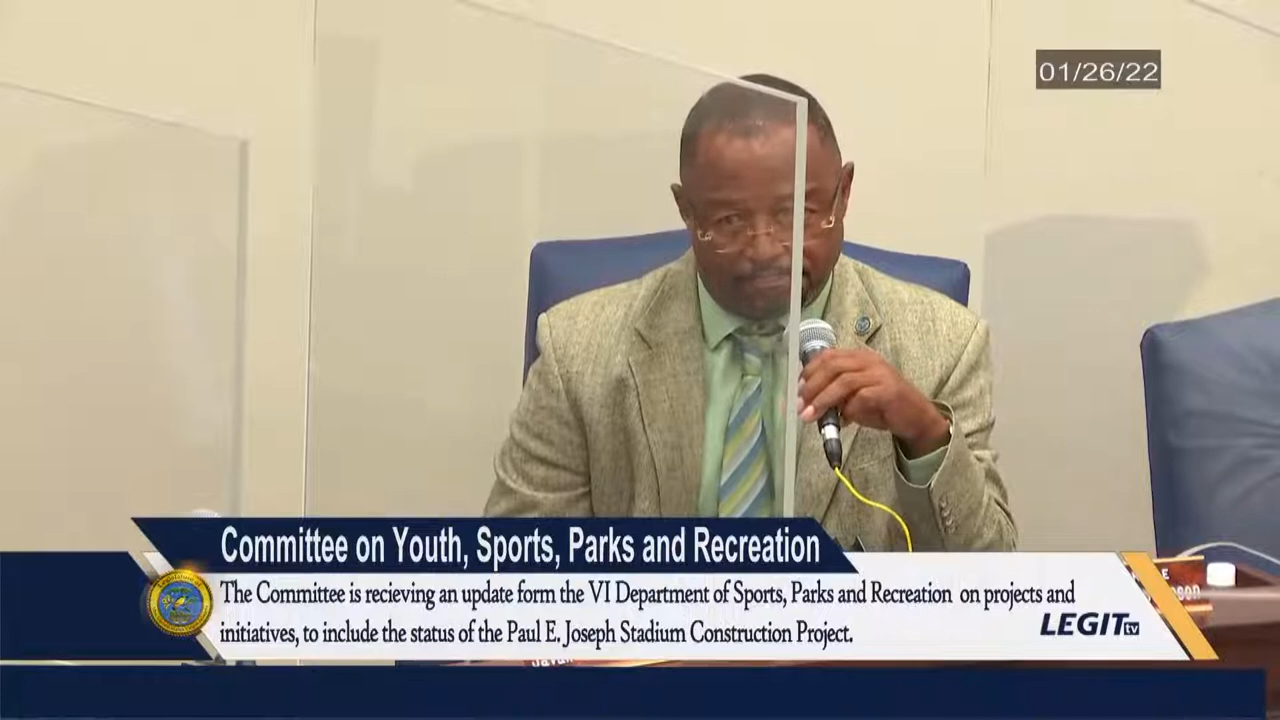 01/26/22
Committee on Youth, Sports, Parks and Recreation
The Committee is recieving an update form the VI Department of Sports, Parks and Recreation on projects and
initiatives, to include the status of the Paul E. Joseph Stadium Construction Project.
LEGIT tv